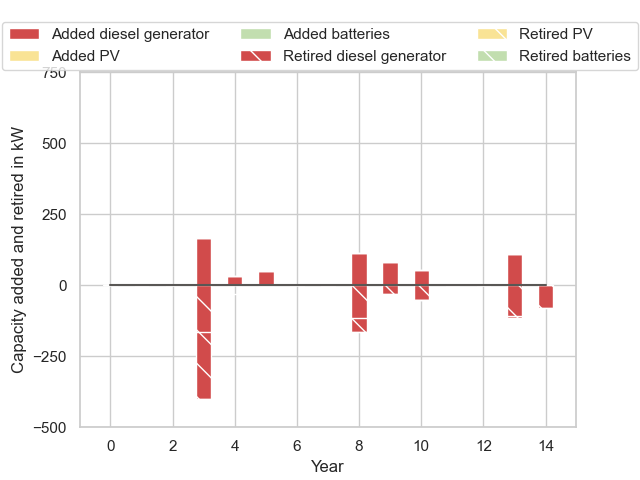 Added diesel generator
Added PV
Added batteries
Retired diesel generator
Retired PV
Retired batteries
750
500
250
0
−250
−500
Capacity added and retired in kW
0 2 4 6 8 10 12 14
Year